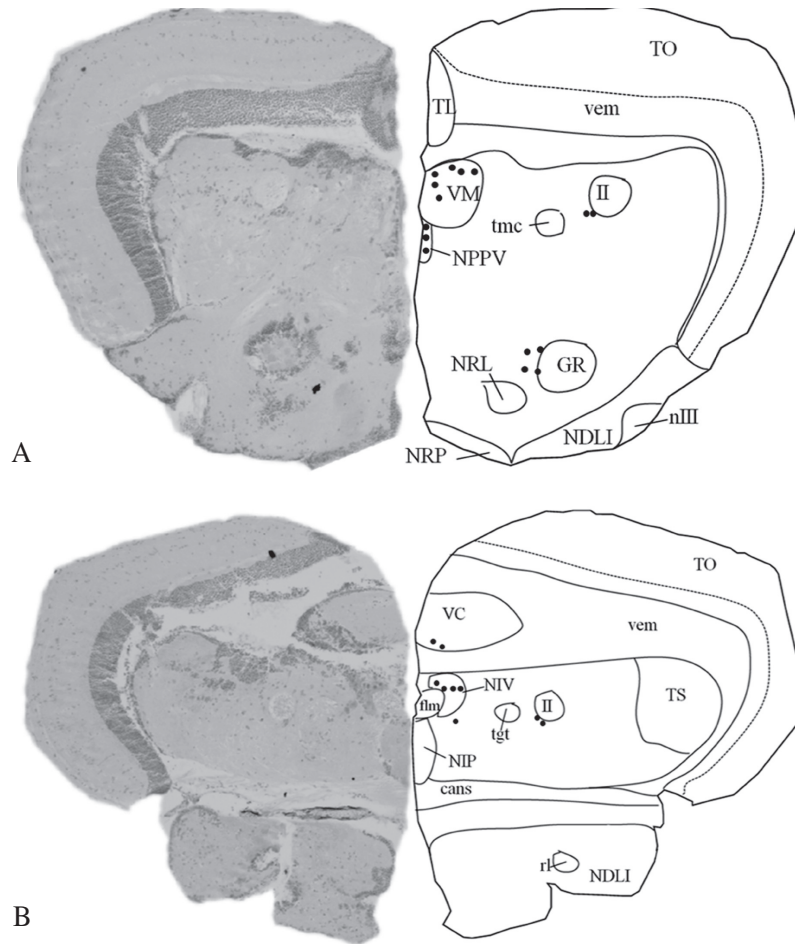 TO
TL
vem
VM
II
tmc
NPPV
NRL
GR
nIII
NDLI
NRP
A
TO
VC
vem
NIV
TS
flm
II
tgt
NIP
cans
rl
NDLI
B